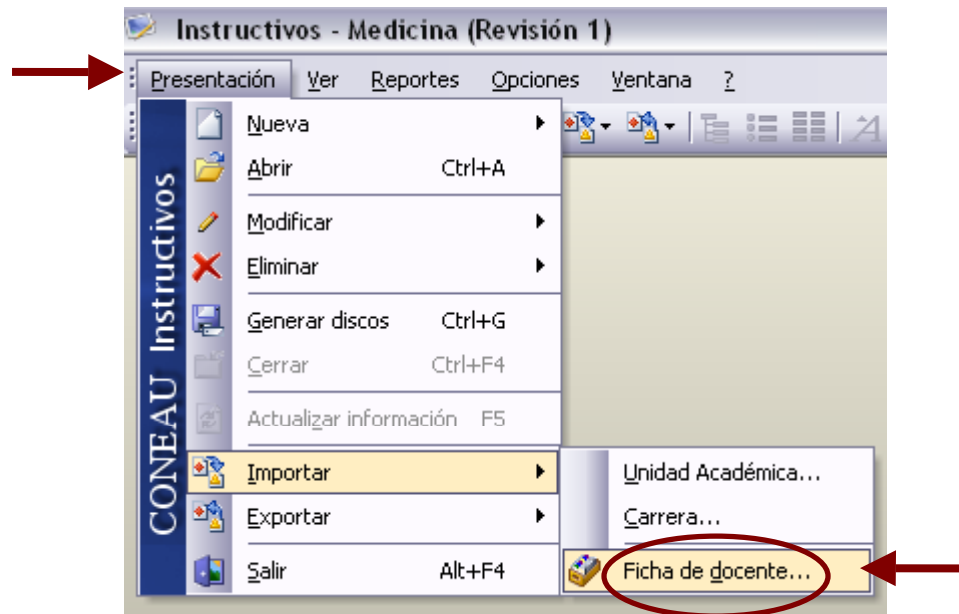 Instructivos - Medicina (Revisión 1)
Presentación Ver Reportes Opciones Ventana ?
CONEAU Instructivos
Nueva
Abrir Ctrl+A
Modificar
Eliminar
Generar discos Ctrl+G
Cerrar Ctrl+F4
Actualizar información F5
Importar
Exportar
Salir Alt+F4
Unidad Académica...
Carrera...
Ficha de docente...